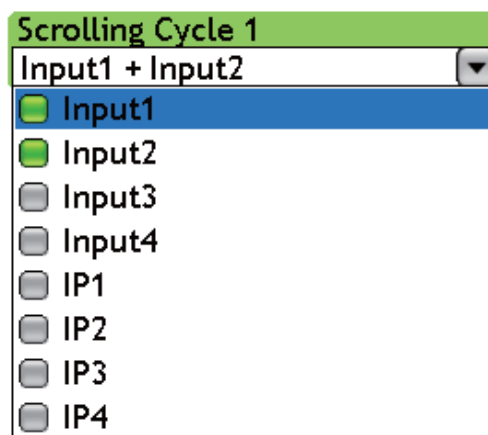 Scrolling Cycle 1
Input1 + Input2
Input1
Input2
Input3
Input4
IP1
IP2
IP3
IP4